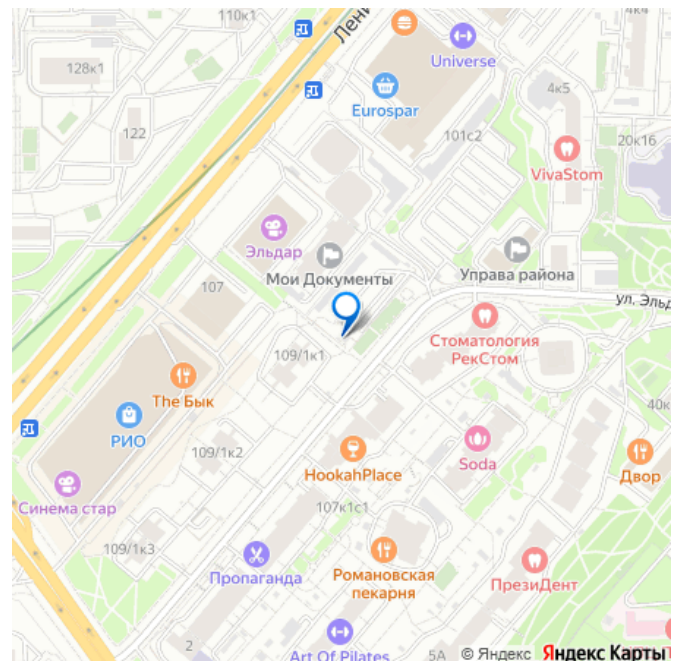 110к1
Лени
4к4
128к1
Universe
4к5
Eurospar
122
101с2
20к16
VivaStom
Эльдар
Мои Документы
Управа района
107
ул. Эльд
Стоматология
РекСтом
109/1к1
The Бык
40к
РИО
109/1к2
HookahPlace
Soda
Двор
Синема стар
107к1с1
109/1к3
Пропаганда
Романовская
пекарня
ПрезиДент
2
Art Of Pilates
5А
© Яндекс Яндекс Карты